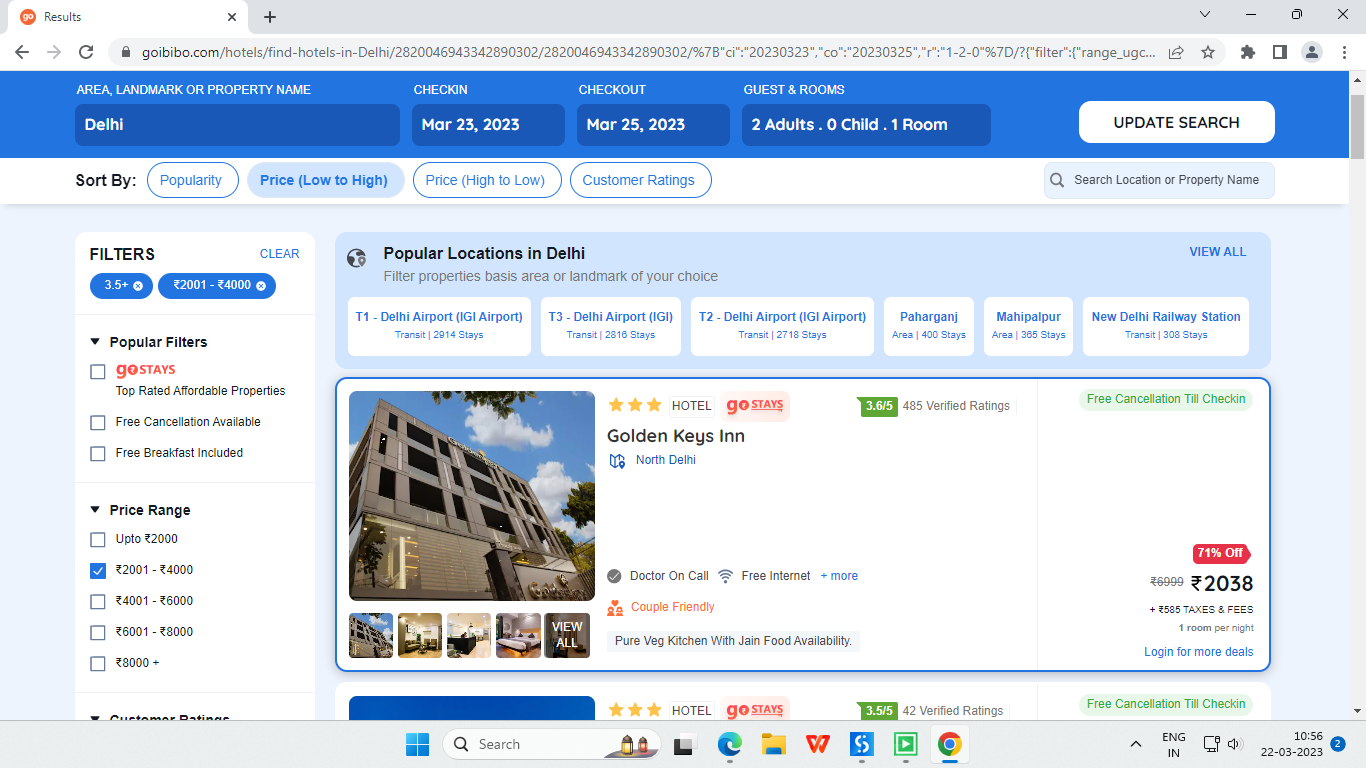 go Results
goibibo.com/hotels/find-hotels-in-Delhi/2820046943342890302/2820046943342890302/%7B"ci":"20230323","co":"20230325","r":"1-2-0"%7D/?{"filter":{"range_ugc...
AREA, LANDMARK OR PROPERTY NAME CHECKIN CHECKOUT GUEST & ROOMS
Delhi Mar 23, 2023 Mar 25, 2023 2 Adults . 0 Child . 1 Room UPDATE SEARCH
Sort By: Popularity Price (Low to High) Price (High to Low) Customer Ratings Search Location or Property Name
FILTERS CLEAR
3.5+ ₹2001 - ₹4000
Popular Filters
goSTAYS
Top Rated Affordable Properties
Free Cancellation Available
Free Breakfast Included
Price Range
Upto ₹2000
₹2001 - ₹4000
₹4001 - ₹6000
₹6001 - ₹8000
₹8000 +
Customer Ratings
Popular Locations in Delhi VIEW ALL
Filter properties basis area or landmark of your choice
T1 - Delhi Airport (IGI Airport) T3 - Delhi Airport (IGI) T2 - Delhi Airport (IGI Airport) Paharganj Mahipalpur New Delhi Railway Station
Transit | 2914 Stays Transit | 2816 Stays Transit | 2718 Stays Area | 400 Stays Area | 365 Stays Transit | 308 Stays
HOTEL goSTAYS 3.6/5 485 Verified Ratings Free Cancellation Till Checkin
Golden Keys Inn
North Delhi
71% Off
Doctor On Call Free Internet + more ₹6999 ₹2038
Couple Friendly + ₹585 TAXES & FEES
1 room per night
Pure Veg Kitchen With Jain Food Availability.
Login for more deals
VIEW
ALL
HOTEL goSTAYS 3.5/5 42 Verified Ratings Free Cancellation Till Checkin
Search
ENG
IN
10:56
22-03-2023
2